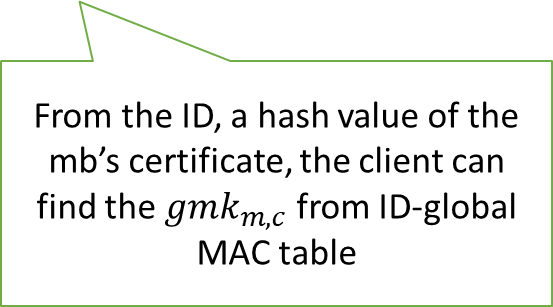 From the ID, a hash value of the
mb's certificate, the client can
find the $gmk_{m,c}$ from ID-global
MAC table